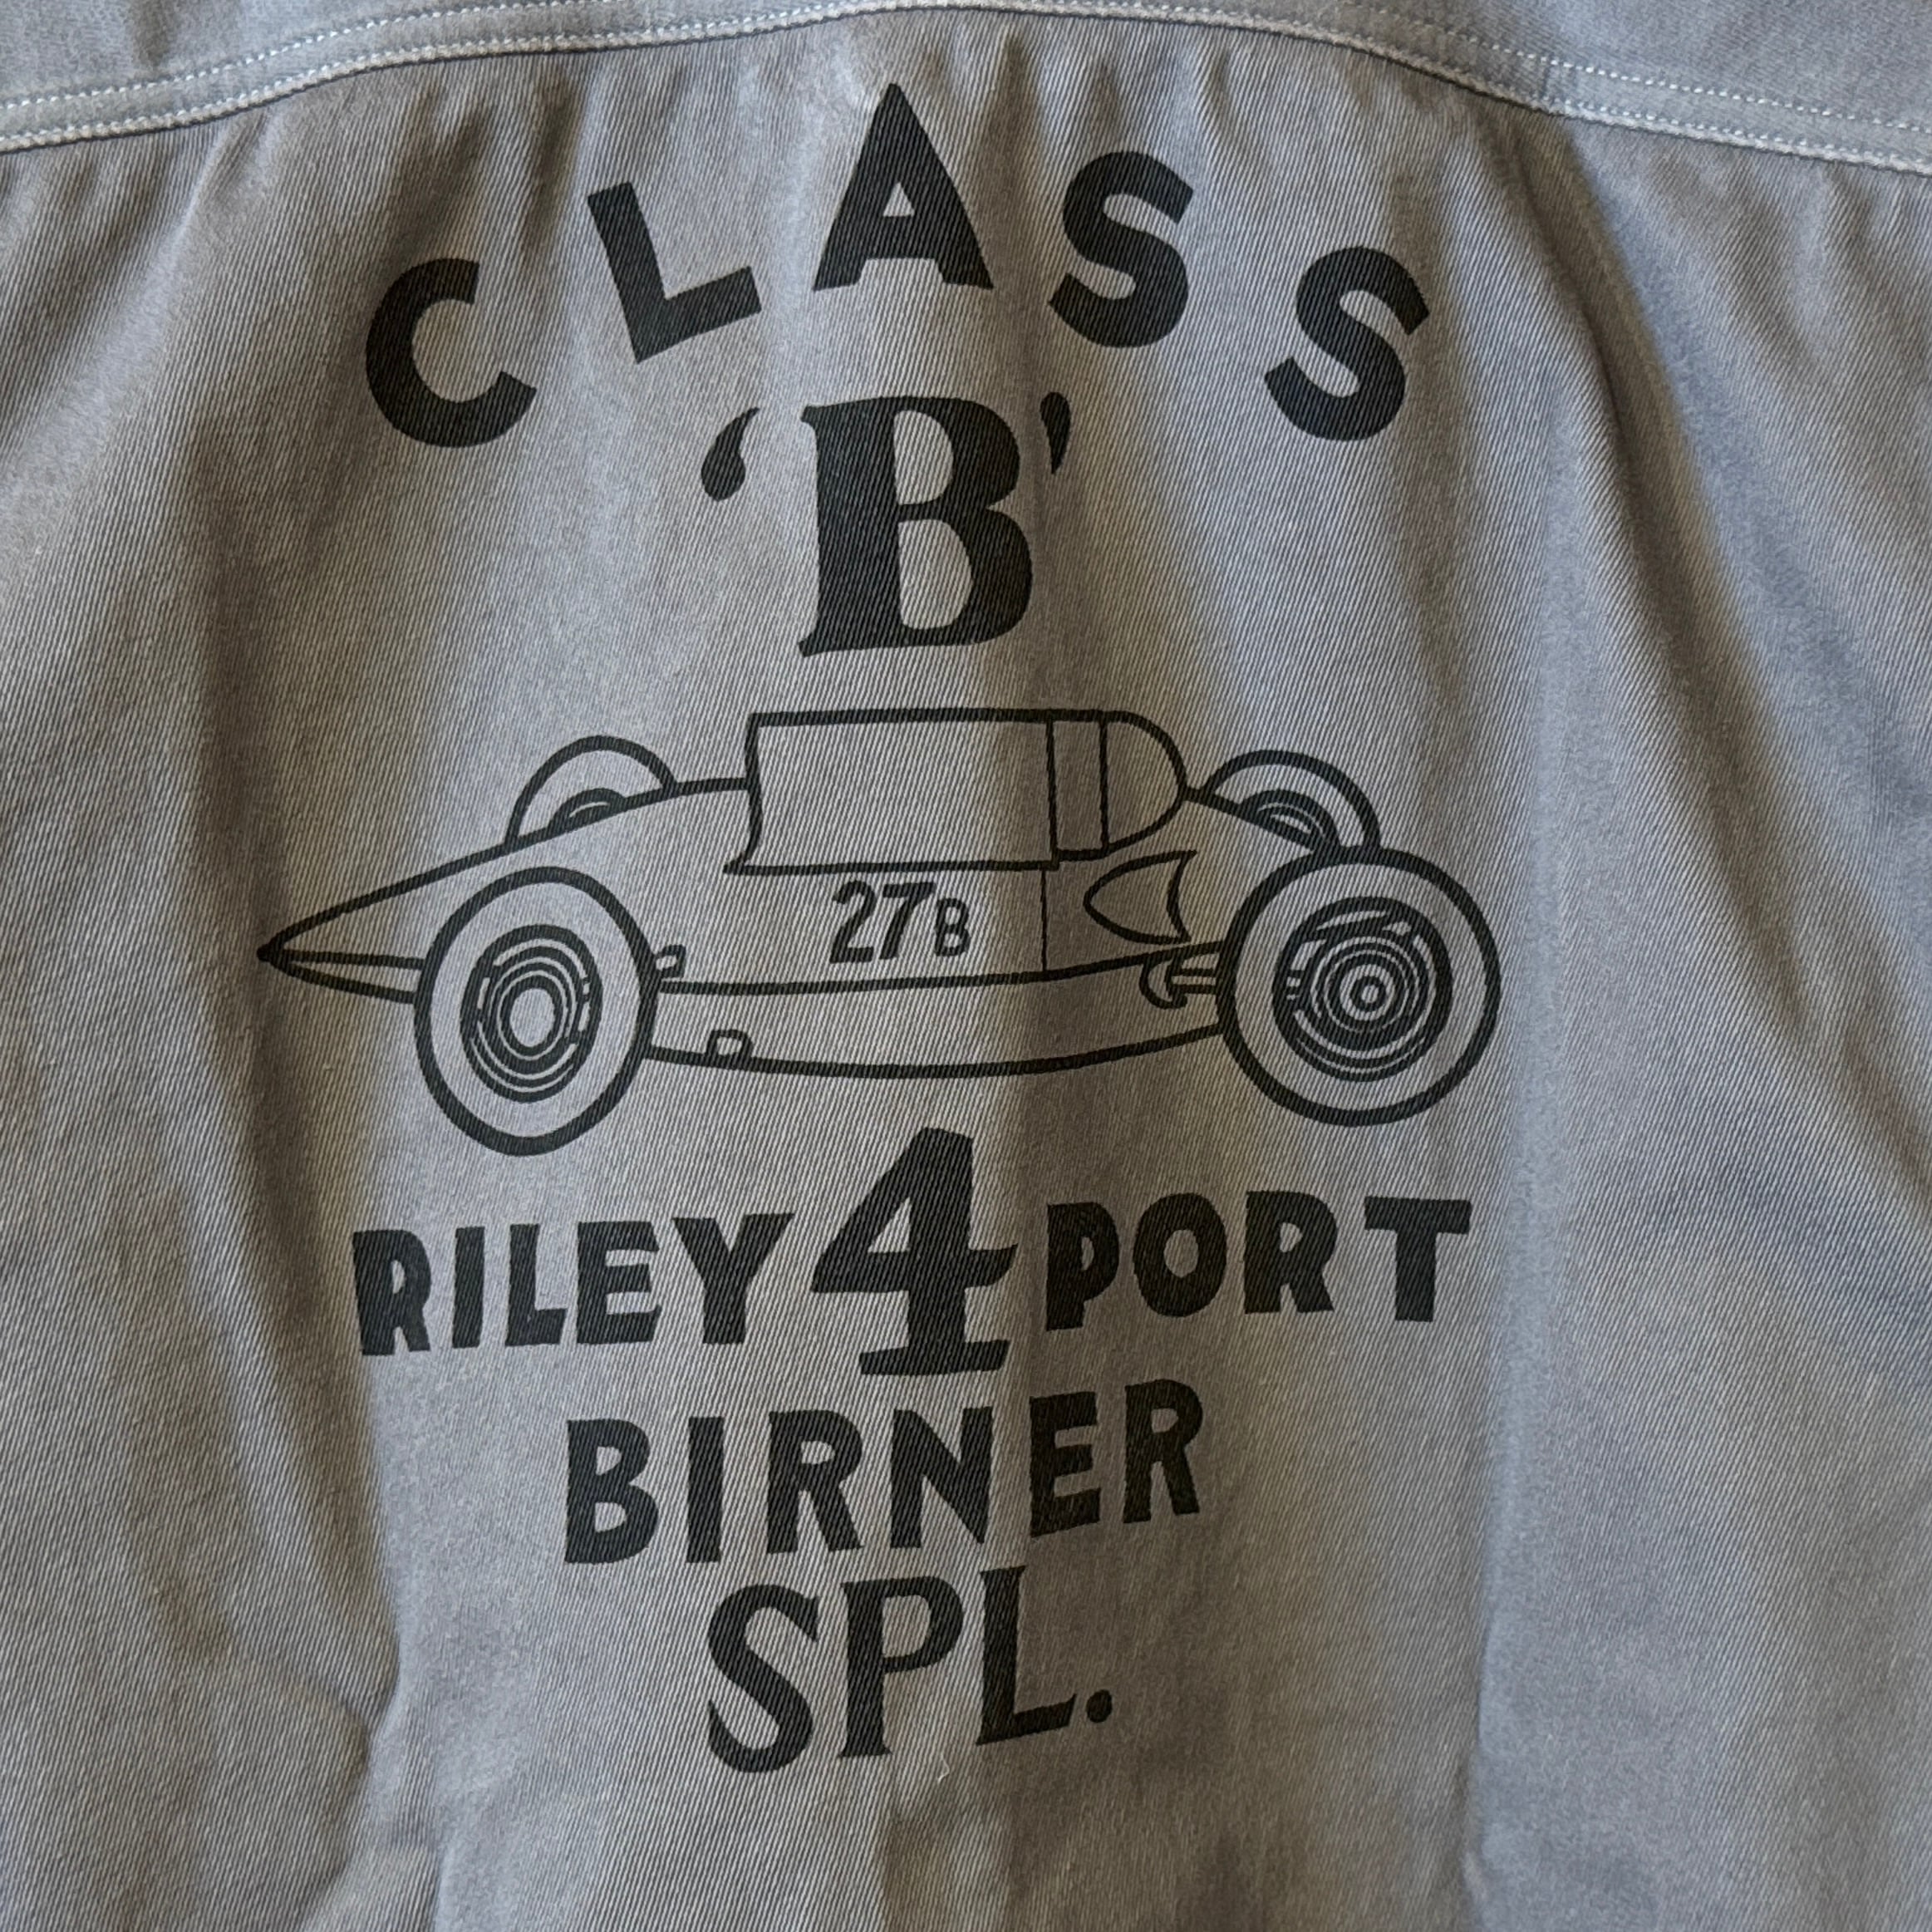 CLASS
'B'
27B
RILEY 4 PORT
BIRNER
SPL.